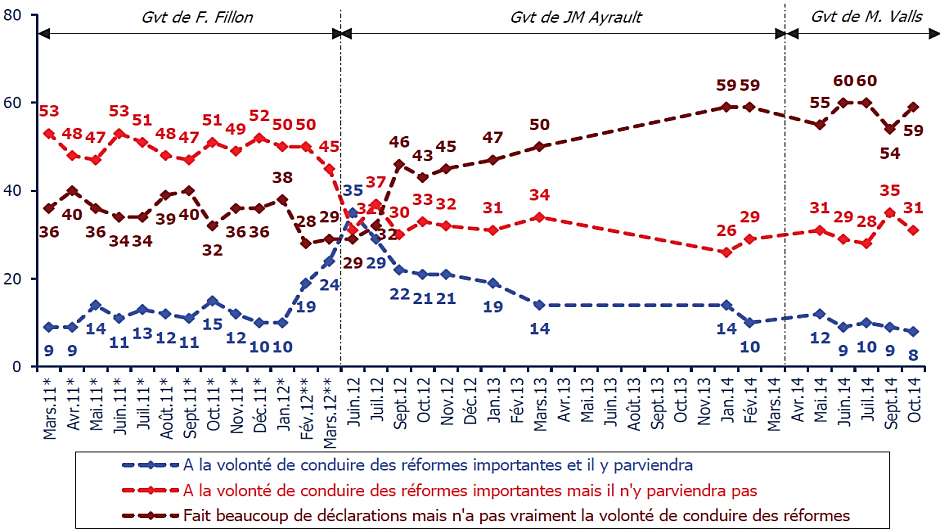 Gvt de F. Fillon Gvt de JM Ayrault Gvt de M. Valls
80
60
40
20
0
53 48 47 53 51 48 47 51 49 52 50 50 45 31 37 30 33 32 31 34 26 29 31 29 28 35 31
36 40 36 34 34 39 40 32 36 36 38 28 29 29 32 46 43 45 47 50 59 59 55 60 60 54 59
9 9 14 11 13 12 11 15 12 10 10 19 24 35 29 22 21 21 19 14 14 10 12 9 10 9 8
Mars.11* Avr.11* Mai.11* Juin.11* Juil.11* Août.11* Sept.11* Oct.11* Nov.11* Déc.11* Jan.12* Fév.12** Mars.12** Juin.12 Juil.12 Sept.12 Oct.12 Nov.12 Jan.13 Fév.13 Mars.13 Avr.13 Mai.13 Juin.13 Août.13 Sept.13 Oct.13 Nov.13 Jan.14 Fév.14 Mars.14 Avr.14 Mai.14 Juin.14 Juil.14 Sept.14 Oct.14
A la volonté de conduire des réformes importantes et il y parviendra
A la volonté de conduire des réformes importantes mais il n'y parviendra pas
Fait beaucoup de déclarations mais n'a pas vraiment la volonté de conduire des réformes